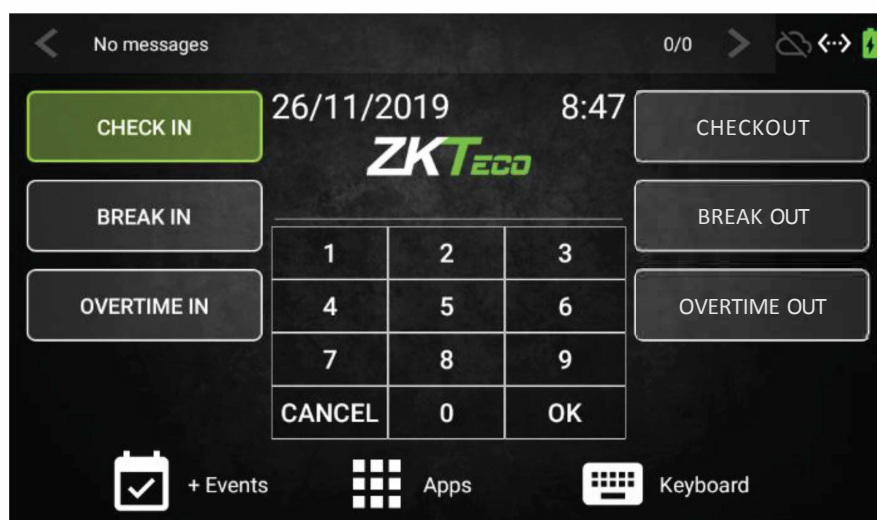 No messages 0/0
26/11/2019 8:47
CHECK IN CHECKOUT
ZKTECO
BREAK IN BREAK OUT
1 2 3
OVERTIME IN 4 5 6 OVERTIME OUT
7 8 9
CANCEL 0 OK
+ Events Apps Keyboard